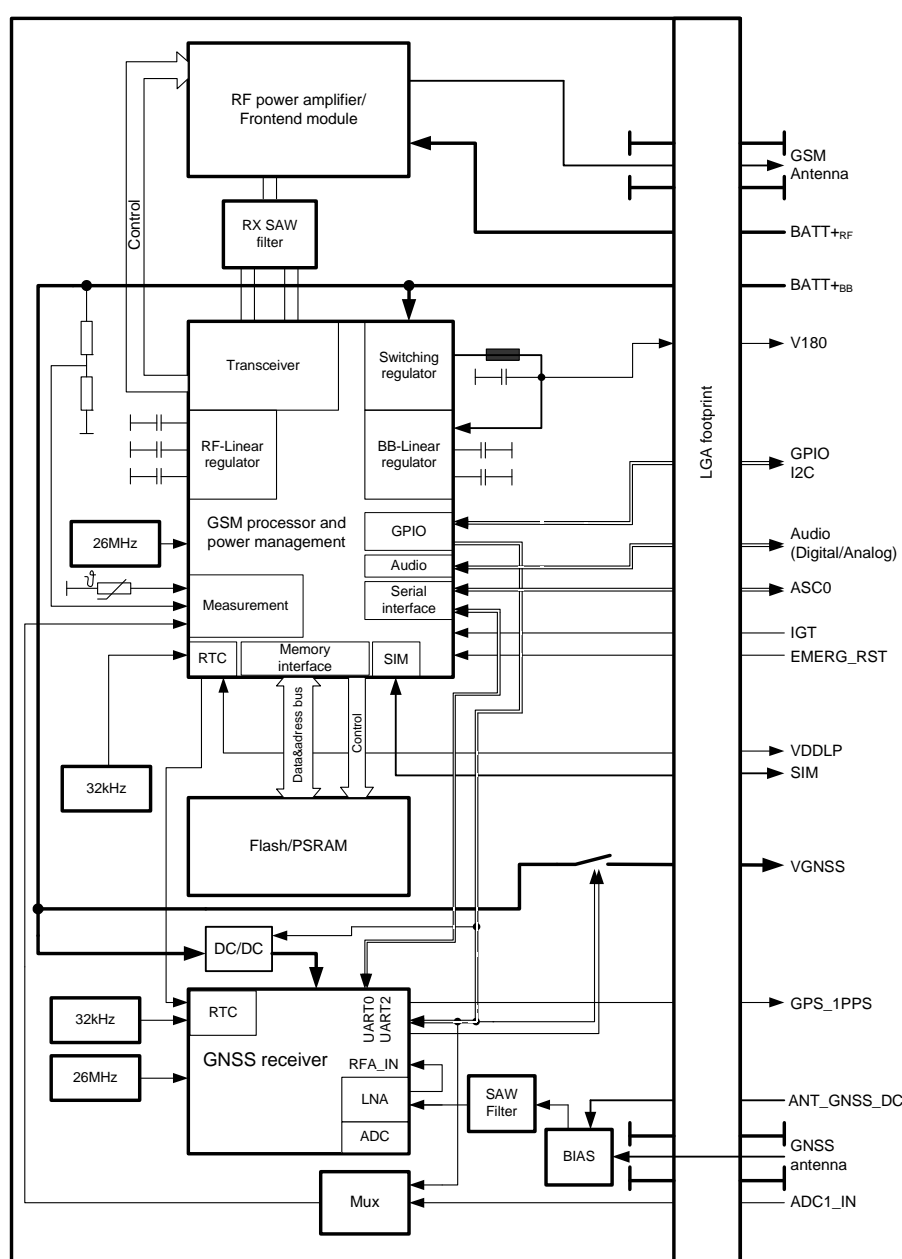 RF power amplifier/
Frontend module
GSM
Antenna
Control
RX SAW
filter
BATT+RF
BATT+BB
Transceiver
Switching
regulator
V180
LGA footprint
RF-Linear
regulator
BB-Linear
regulator
GPIO
I2C
GSM processor and
power management
GPIO
26MHz
Audio
Audio
(Digital/Analog)
ϑ
Measurement
Serial
interface
ASC0
IGT
RTC
Memory
interface
SIM
EMERG_RST
Data&adress bus
Control
VDDLP
SIM
32kHz
Flash/PSRAM
VGNSS
DC/DC
RTC
UART0
UART2
GPS_1PPS
32kHz
GNSS receiver
RFA_IN
26MHz
LNA
SAW
Filter
ANT_GNSS_DC
ADC
BIAS
GNSS
antenna
Mux
ADC1_IN